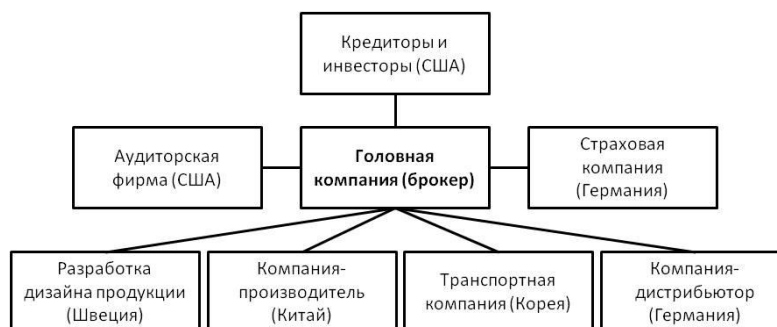 Кредиторы и
инвесторы (США)
Аудиторская
фирма (США)
Головная
компания (брокер)
Страховая
компания
(Германия)
Разработка
дизайна продукции
(Швеция)
Компания-
производитель
(Китай)
Транспортная
компания (Корея)
Компания-
дистрибьютор
(Германия)